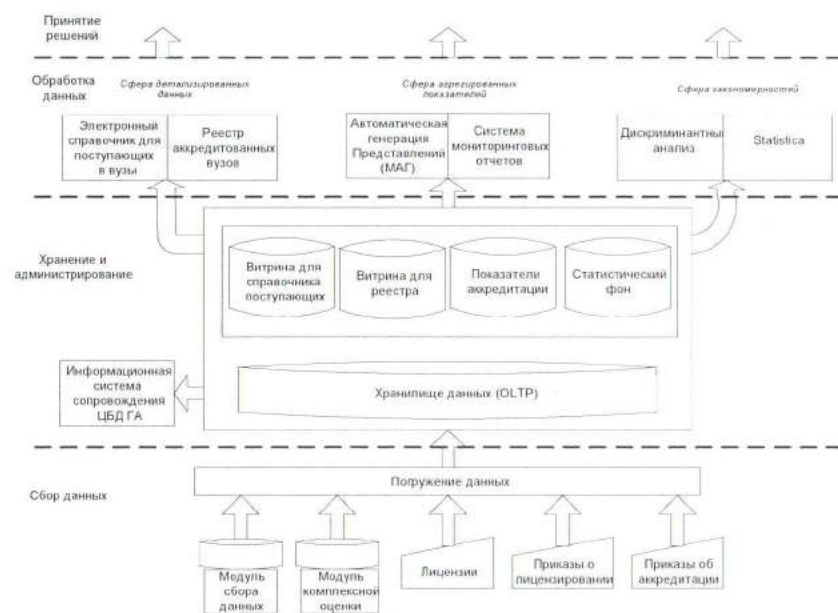 Принятие
решений
Обработка
данных
Сфера детализированных
данных
Сфера агрегированных
показателей
Сфера закономерностей
Электронный
справочник для
поступающих
в вузы
Реестр
аккредитованных
вузов
Автоматическая
генерация
Представлений
(МАГ)
Система
мониторинговых
отчетов
Дискриминантный
анализ
Statistica
Хранение и
администрирование
Витрина для
справочника
поступающих
Витрина для
реестра
Показатели
аккредитации
Статистический
фон
Информационная
система
сопровождения
ЦБД ГА
Хранилище данных (OLTP)
Сбор данных
Погружение данных
Модуль
сбора
данных
Модуль
комплексной
оценки
Лицензии
Приказы о
лицензировании
Приказы об
аккредитации